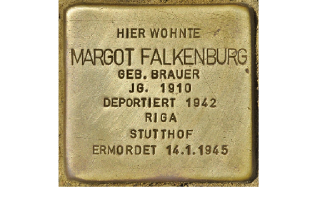 HIER WOHNTE
MARGOT FALKENBURG
GEB. BRAUER
JG. 1910
DEPORTIERT 1942
RIGA
STUTTHOF
ERMORDET 14.1.1945